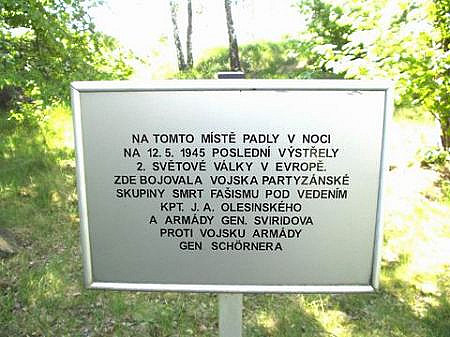 NA TOMTO MÍSTĚ PADLY V NOCI
NA 12. 5. 1945 POSLEDNÍ VÝSTŘELY
2. SVĚTOVÉ VÁLKY V EVROPĚ.
ZDE BOJOVALA VOJSKA PARTYZÁNSKÉ
SKUPINY SMRT FAŠISMU POD VEDENÍM
KPT. J. A. OLESINSKÉHO
A ARMÁDY GEN. SVIRIDOVA
PROTI VOJSKU ARMÁDY
GEN SCHÖRNERA